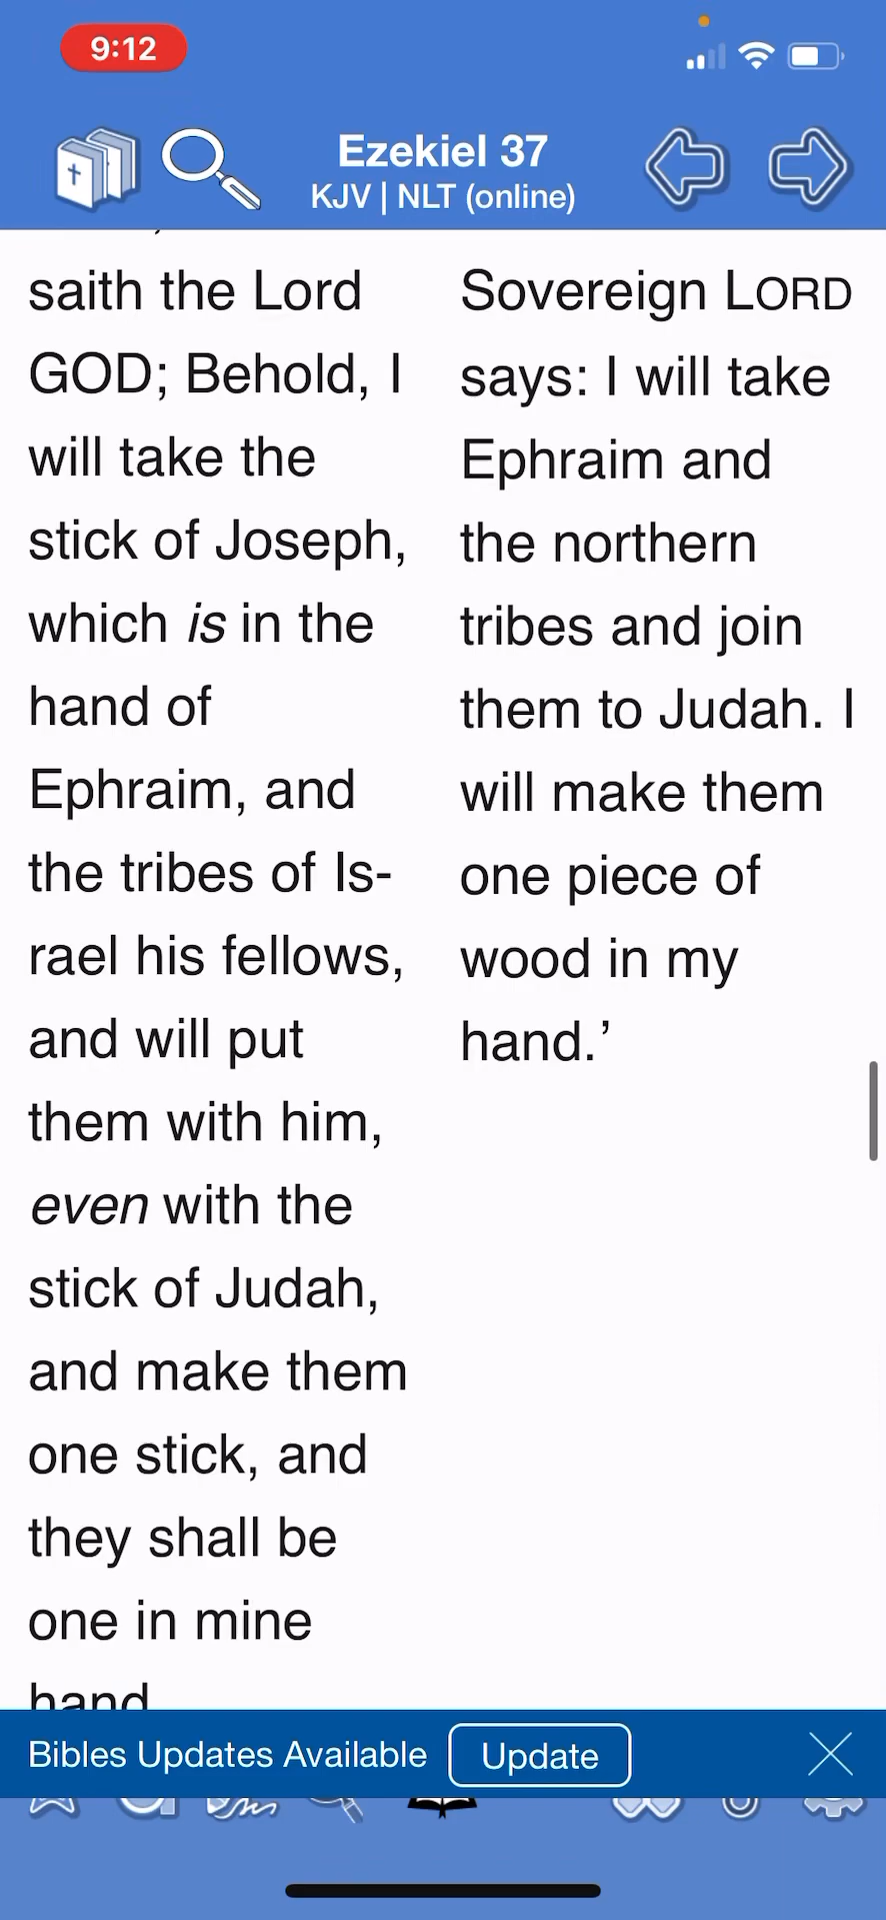 9:12
Ezekiel 37
KJV | NLT (online)
saith the Lord
GOD; Behold, I
will take the
stick of Joseph,
which is in the
hand of
Ephraim, and
the tribes of Is-
rael his fellows,
and will put
them with him,
even with the
stick of Judah,
and make them
one stick, and
they shall be
one in mine
hand
Sovereign LORD
says: I will take
Ephraim and
the northern
tribes and join
them to Judah. I
will make them
one piece of
wood in my
hand.’
Bibles Updates Available
Update